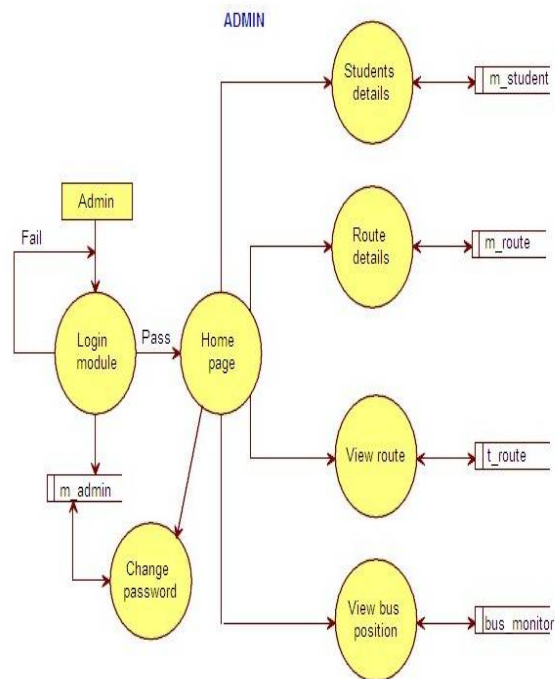 ADMIN
Students
details
m_student
Admin
Fail
Route
details
m_route
Login
module
Pass
Home
page
View route
t_route
m_admin
Change
password
View bus
position
bus_monitor